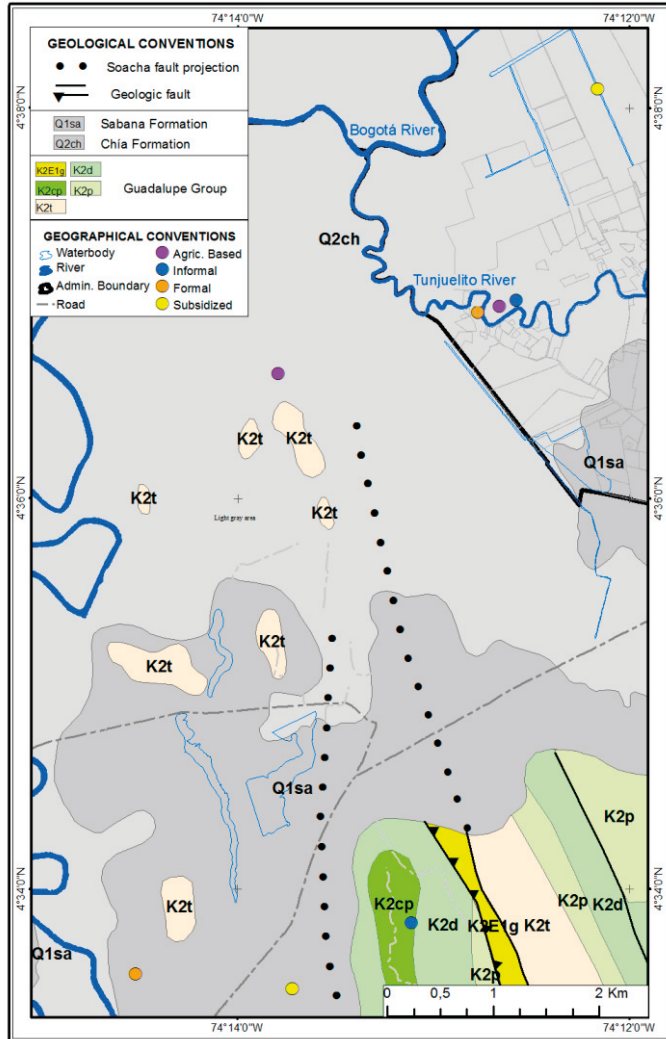 74°14'0"W
74°12'0"W
GEOLOGICAL CONVENTIONS
Soacha fault projection
Geologic fault
Q1sa
Sabana Formation
Q2ch
Chía Formation
K2E1g
K2d
K2cp
K2p
Guadalupe Group
K2t
GEOGRAPHICAL CONVENTIONS
Waterbody
Agric. Based
River
Informal
Admin. Boundary
Formal
Road
Subsidized
4°38'0"N
4°38'0"N
Bogotá River
Q2ch
Tunjuelito River
K2t
K2t
Q1sa
K2t
K2t
4°36'0"N
4°36'0"N
Light gray area
K2t
K2t
Q1sa
K2p
4°34'0"N
4°34'0"N
K2t
K2cp
K2p
K2d
K2d
K2E1g
K2t
Q1sa
K2p
0
0,5
1
2 Km
74°14'0"W
74°12'0"W